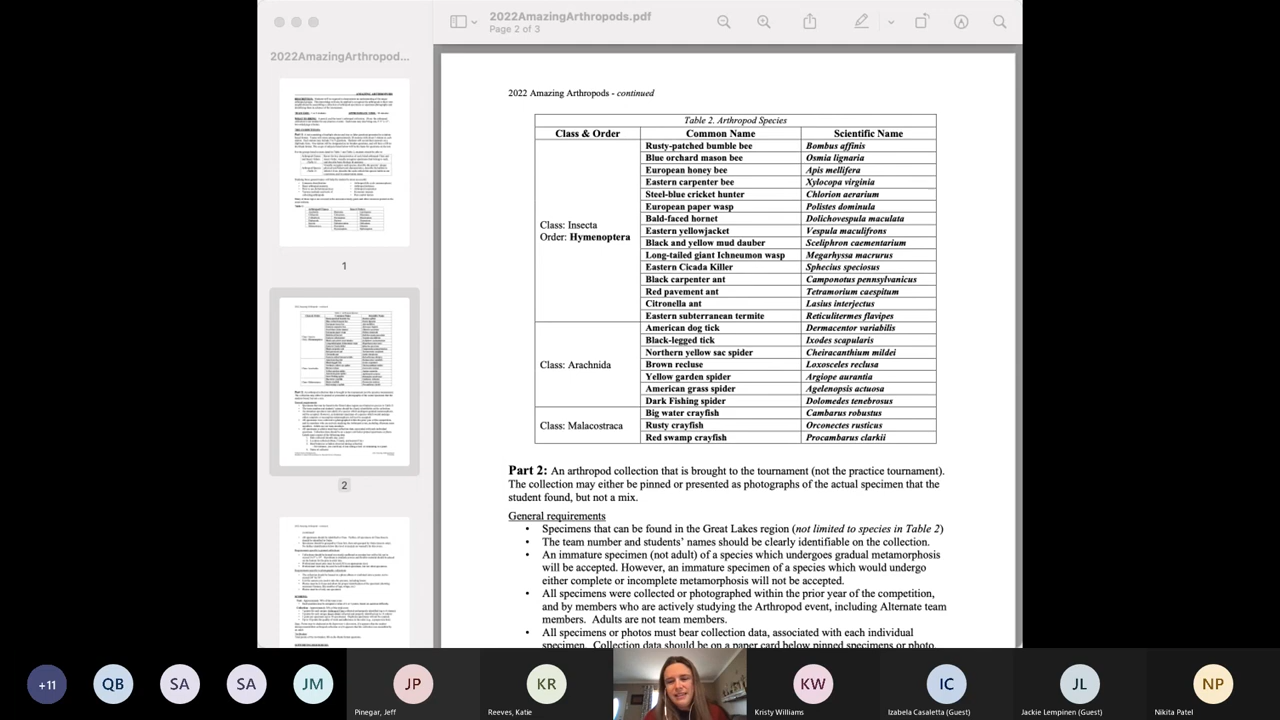 2022AmazingArthropods.pdf
Page 2 of 3
2022AmazingArthropod...
1
2
2022 Amazing Arthropods - continued
Table 2. Arthropod Species
Class & Order Common Name Scientific Name
Rusty-patched bumble bee Bombus affinis
Blue orchard mason bee Osmia lignaria
European honey bee Apis mellifera
Eastern carpenter bee Xylocopa virginia
Steel-blue cricket hunter Chlorion aerarium
European paper wasp Polistes dominula
Bald-faced hornet Dolichovespula maculata
Class: Insecta
Eastern yellowjacket Vespula maculifrons
Order: Hymenoptera
Black and yellow mud dauber Sceliphron caementarium
Long-tailed giant Ichneumon wasp Megarhyssa macrurus
Eastern Cicada Killer Sphecius speciosus
Black carpenter ant Camponotus pennsylvanicus
Red pavement ant Tetramorium caespitum
Citronella ant Lasius interjectus
Eastern subterranean termite Reticulitermes flavipes
American dog tick Dermacentor variabilis
Black-legged tick Ixodes scapularis
Northern yellow sac spider Cheiracanthium mildei
Class: Arachnida Brown recluse Loxosceles reclusa
Yellow garden spider Argiope aurantia
American grass spider Agelenopsis actuosa
Dark Fishing spider Dolomedes tenebrosus
Big water crayfish Cambarus robustus
Class: Malacostraca Rusty crayfish Orconectes rusticus
Red swamp crayfish Procambarus clarkii
Part 2: An arthropod collection that is brought to the tournament (not the practice tournament).
The collection may either be pinned or presented as photographs of the actual specimen that the
student found, but not a mix.
General requirements
• Specimens that can be found in the Great Lakes region (not limited to species in Table 2)
• The team number and students' names should be clearly identifiable on the collection.
• An immature specimen (not adult) of a species which undergoes gradual metamorphosis
will be accepted. However, an immature specimen of a species which would undergo
either complete or incomplete metamorphosis is not accepted.
• All specimens were collected or photographed within the prior year of the competition,
and by members who are actively studying the arthropod event, including Alternate team
members. Adults are not team members.
• All specimens or photos must bear collection data, associated with each individual
specimen. Collection data should be on a paper card below pinned specimens or photo.
+11
QB
SA
SA
JM
JP
KR
KW
IC
JL
NP
Pinegar, Jeff
Reeves, Katie
Kristy Williams
Izabela Casaletta (Guest)
Jackie Lempinen (Guest)
Nikita Patel